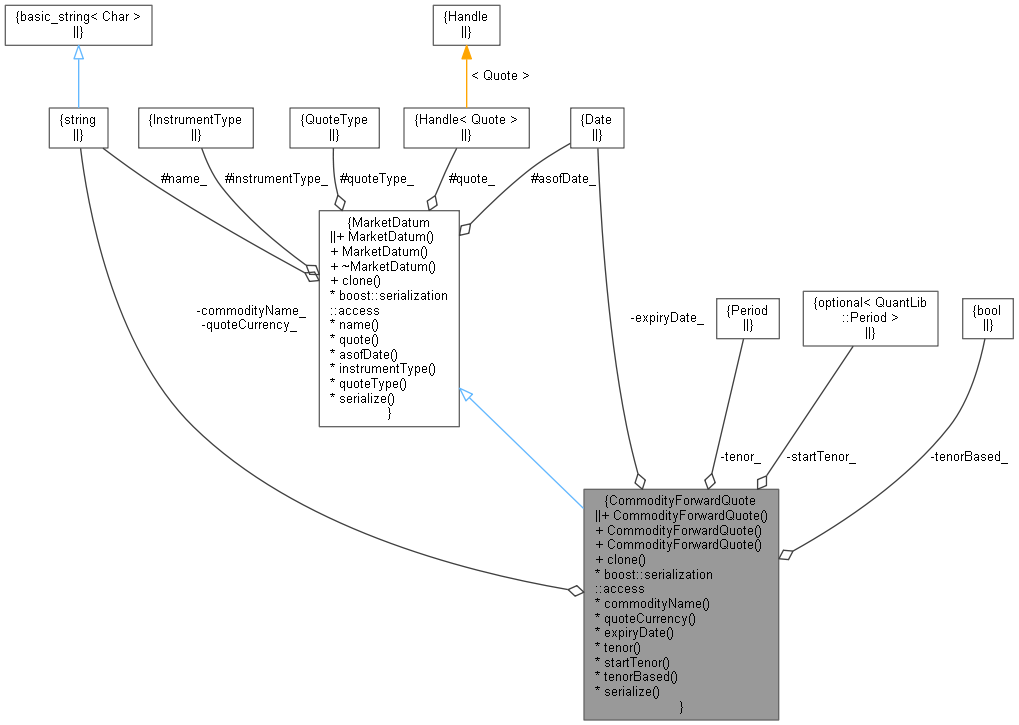 {basic_string< Char >
||}
{Handle
||}
< Quote >
{string
||}
{InstrumentType
||}
{QuoteType
||}
{Handle< Quote >
||}
{Date
||}
#name_
#instrumentType_
#quoteType_
#quote_
#asofDate_
{MarketDatum
||+ MarketDatum()
+ MarketDatum()
+ ~MarketDatum()
+ clone()
* boost::serialization
::access
* name()
* quote()
* asofDate()
* instrumentType()
* quoteType()
* serialize()
}
-commodityName_
-quoteCurrency_
-expiryDate_
{Period
||}
{optional< QuantLib
::Period >
||}
{bool
||}
-tenor_
-startTenor_
-tenorBased_
{CommodityForwardQuote
||+ CommodityForwardQuote()
+ CommodityForwardQuote()
+ CommodityForwardQuote()
+ clone()
* boost::serialization
::access
* commodityName()
* quoteCurrency()
* expiryDate()
* tenor()
* startTenor()
* tenorBased()
* serialize()
}